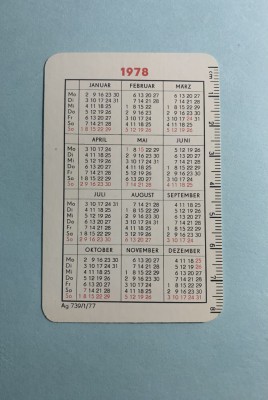 1978
JANUAR FEBRUAR MÄRZ
Mo 2 9 16 23 30 6 13 20 27 6 13 20 27
Di 3 10 17 24 31 7 14 21 28 7 14 21 28
Mi 4 11 18 25 1 8 15 22 1 8 15 22 29
Do 5 12 19 26 2 9 16 23 2 9 16 23 30
Fr 6 13 20 27 3 10 17 24 3 10 17 24 31
Sa 7 14 21 28 4 11 18 25 4 11 18 25
So 1 8 15 22 29 5 12 19 26 5 12 19 26
APRIL MAI JUNI
Mo 3 10 17 24 1 8 15 22 29 5 12 19 26
Di 4 11 18 25 2 9 16 23 30 6 13 20 27
Mi 5 12 19 26 3 10 17 24 31 7 14 21 28
Do 6 13 20 27 4 11 18 25 1 8 15 22 29
Fr 7 14 21 28 5 12 19 26 2 9 16 23 30
Sa 1 8 15 22 29 6 13 20 27 3 10 17 24
So 2 9 16 23 30 7 14 21 28 4 11 18 25
JULI AUGUST SEPTEMBER
Mo 3 10 17 24 31 7 14 21 28 4 11 18 25
Di 4 11 18 25 1 8 15 22 29 5 12 19 26
Mi 5 12 19 26 2 9 16 23 30 6 13 20 27
Do 6 13 20 27 3 10 17 24 31 7 14 21 28
Fr 7 14 21 28 4 11 18 25 1 8 15 22 29
Sa 1 8 15 22 29 5 12 19 26 2 9 16 23 30
So 2 9 16 23 30 6 13 20 27 3 10 17 24
OKTOBER NOVEMBER DEZEMBER
Mo 2 9 16 23 30 6 13 20 27 4 11 18 25
Di 3 10 17 24 31 7 14 21 28 5 12 19 26
Mi 4 11 18 25 1 8 15 22 29 6 13 20 27
Do 5 12 19 26 2 9 16 23 30 7 14 21 28
Fr 6 13 20 27 3 10 17 24 1 8 15 22 29
Sa 7 14 21 28 4 11 18 25 2 9 16 23 30
So 1 8 15 22 29 5 12 19 26 3 10 17 24 31
Ag 739/1/77